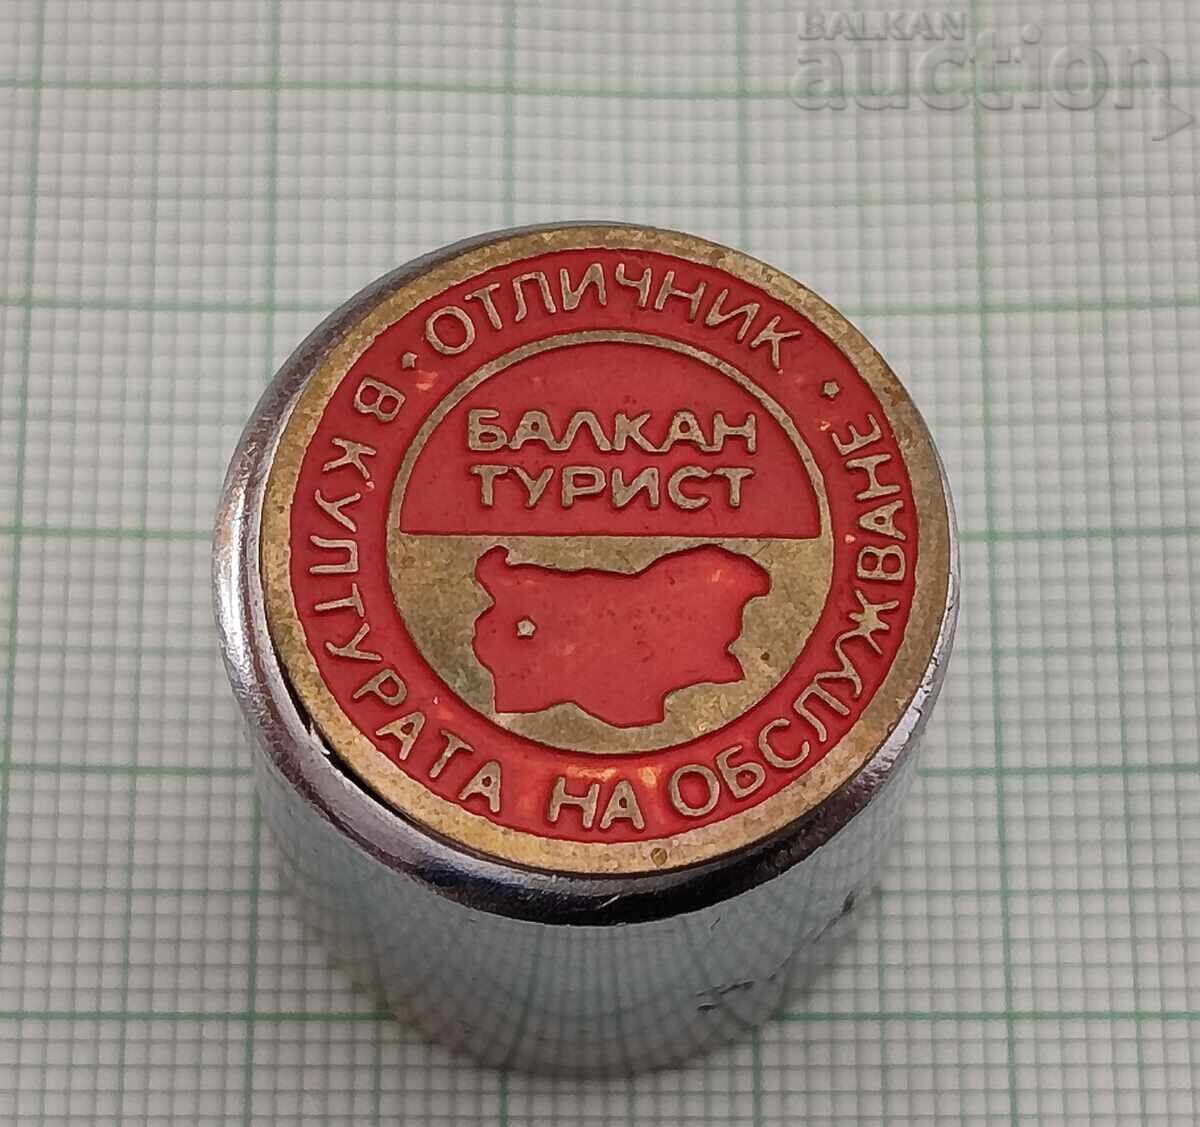 BALKAN
auction
• ОТЛИЧНИК •
В КУЛТУРАТА НА ОБСЛУЖВАНЕ
БАЛКАН
ТУРИСТ